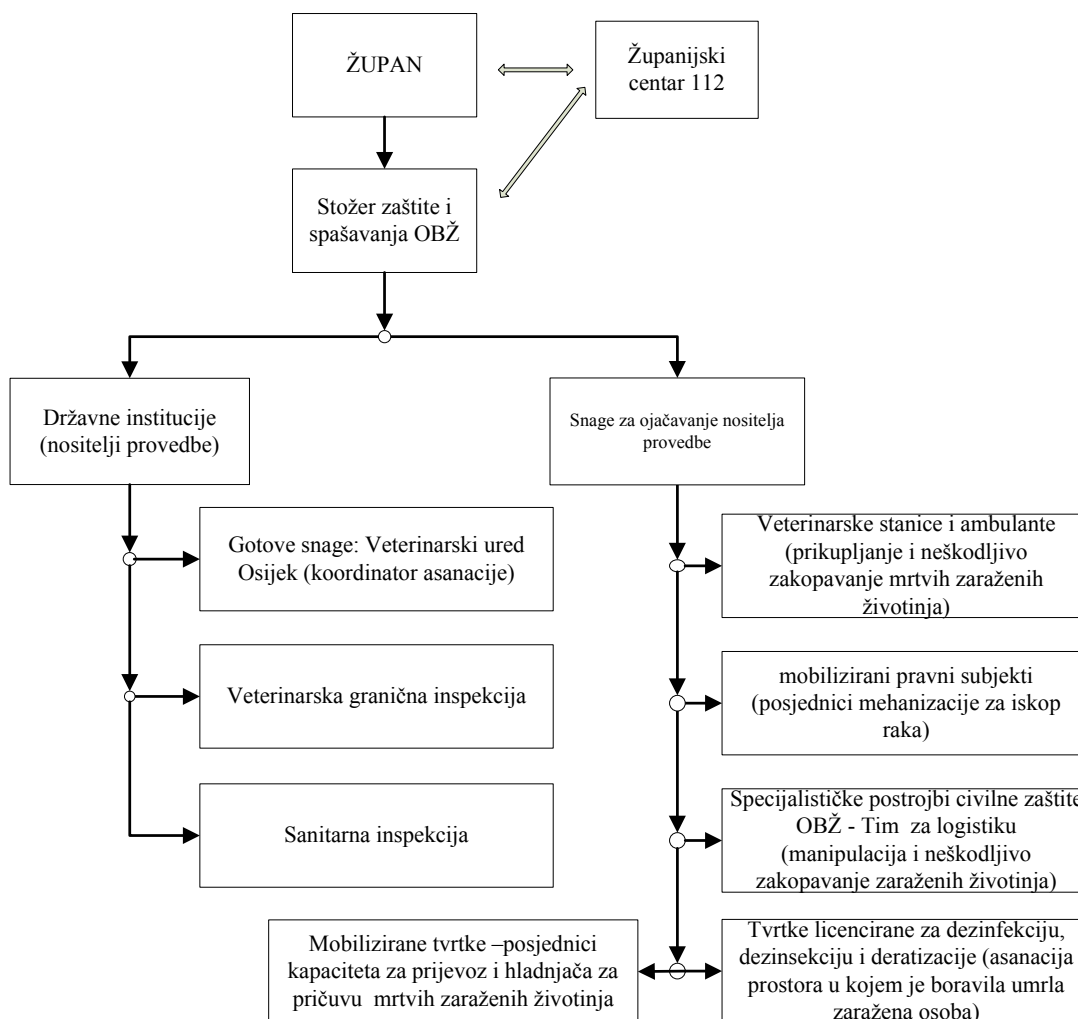 ŽUPAN
Županijski
centar 112
Stožer zaštite i
spašavanja OBŽ
Državne institucije
(nositelji provedbe)
Snage za ojačavanje nositelja
provedbe
Gotove snage: Veterinarski ured
Osijek (koordinator asanacije)
Veterinarska granična inspekcija
Sanitarna inspekcija
Veterinarske stanice i ambulante
(prikupljanje i neškodljivo
zakopavanje mrtvih zaraženih
životinja)
mobilizirani pravni subjekti
(posjednici mehanizacije za iskop
raka)
Specijalističke postrojbi civilne zaštite
OBŽ - Tim za logistiku
(manipulacija i neškodljivo
zakopavanje zaraženih životinja)
Mobilizirane tvrtke –posjednici
kapaciteta za prijevoz i hladnjača za
pričuvu mrtvih zaraženih životinja
Tvrtke licencirane za dezinfekciju,
dezinsekciju i deratizacije (asanacija
prostora u kojem je boravila umrla
zaražena osoba)